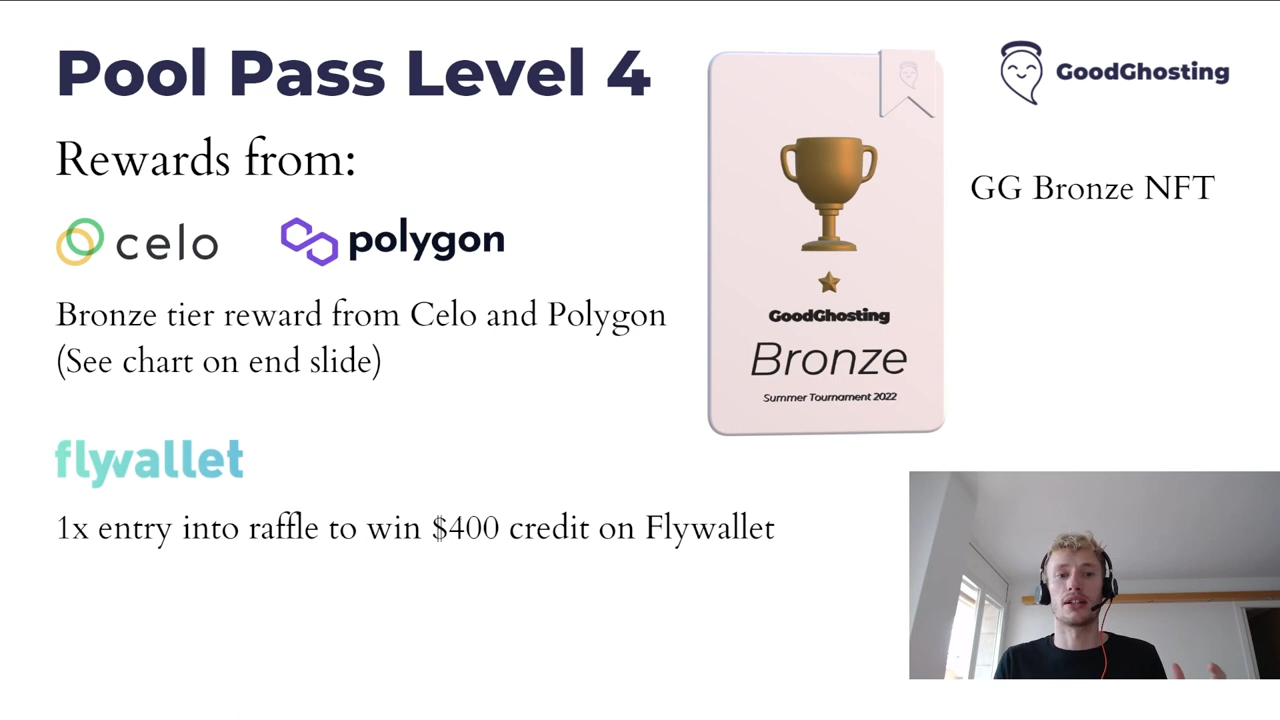 Pool Pass Level 4
Rewards from:
celo
polygon
Bronze tier reward from Celo and Polygon
(See chart on end slide)
flywallet
1x entry into raffle to win $400 credit on Flywallet
GoodGhosting
Bronze
Summer Tournament 2022
GoodGhosting
GG Bronze NFT